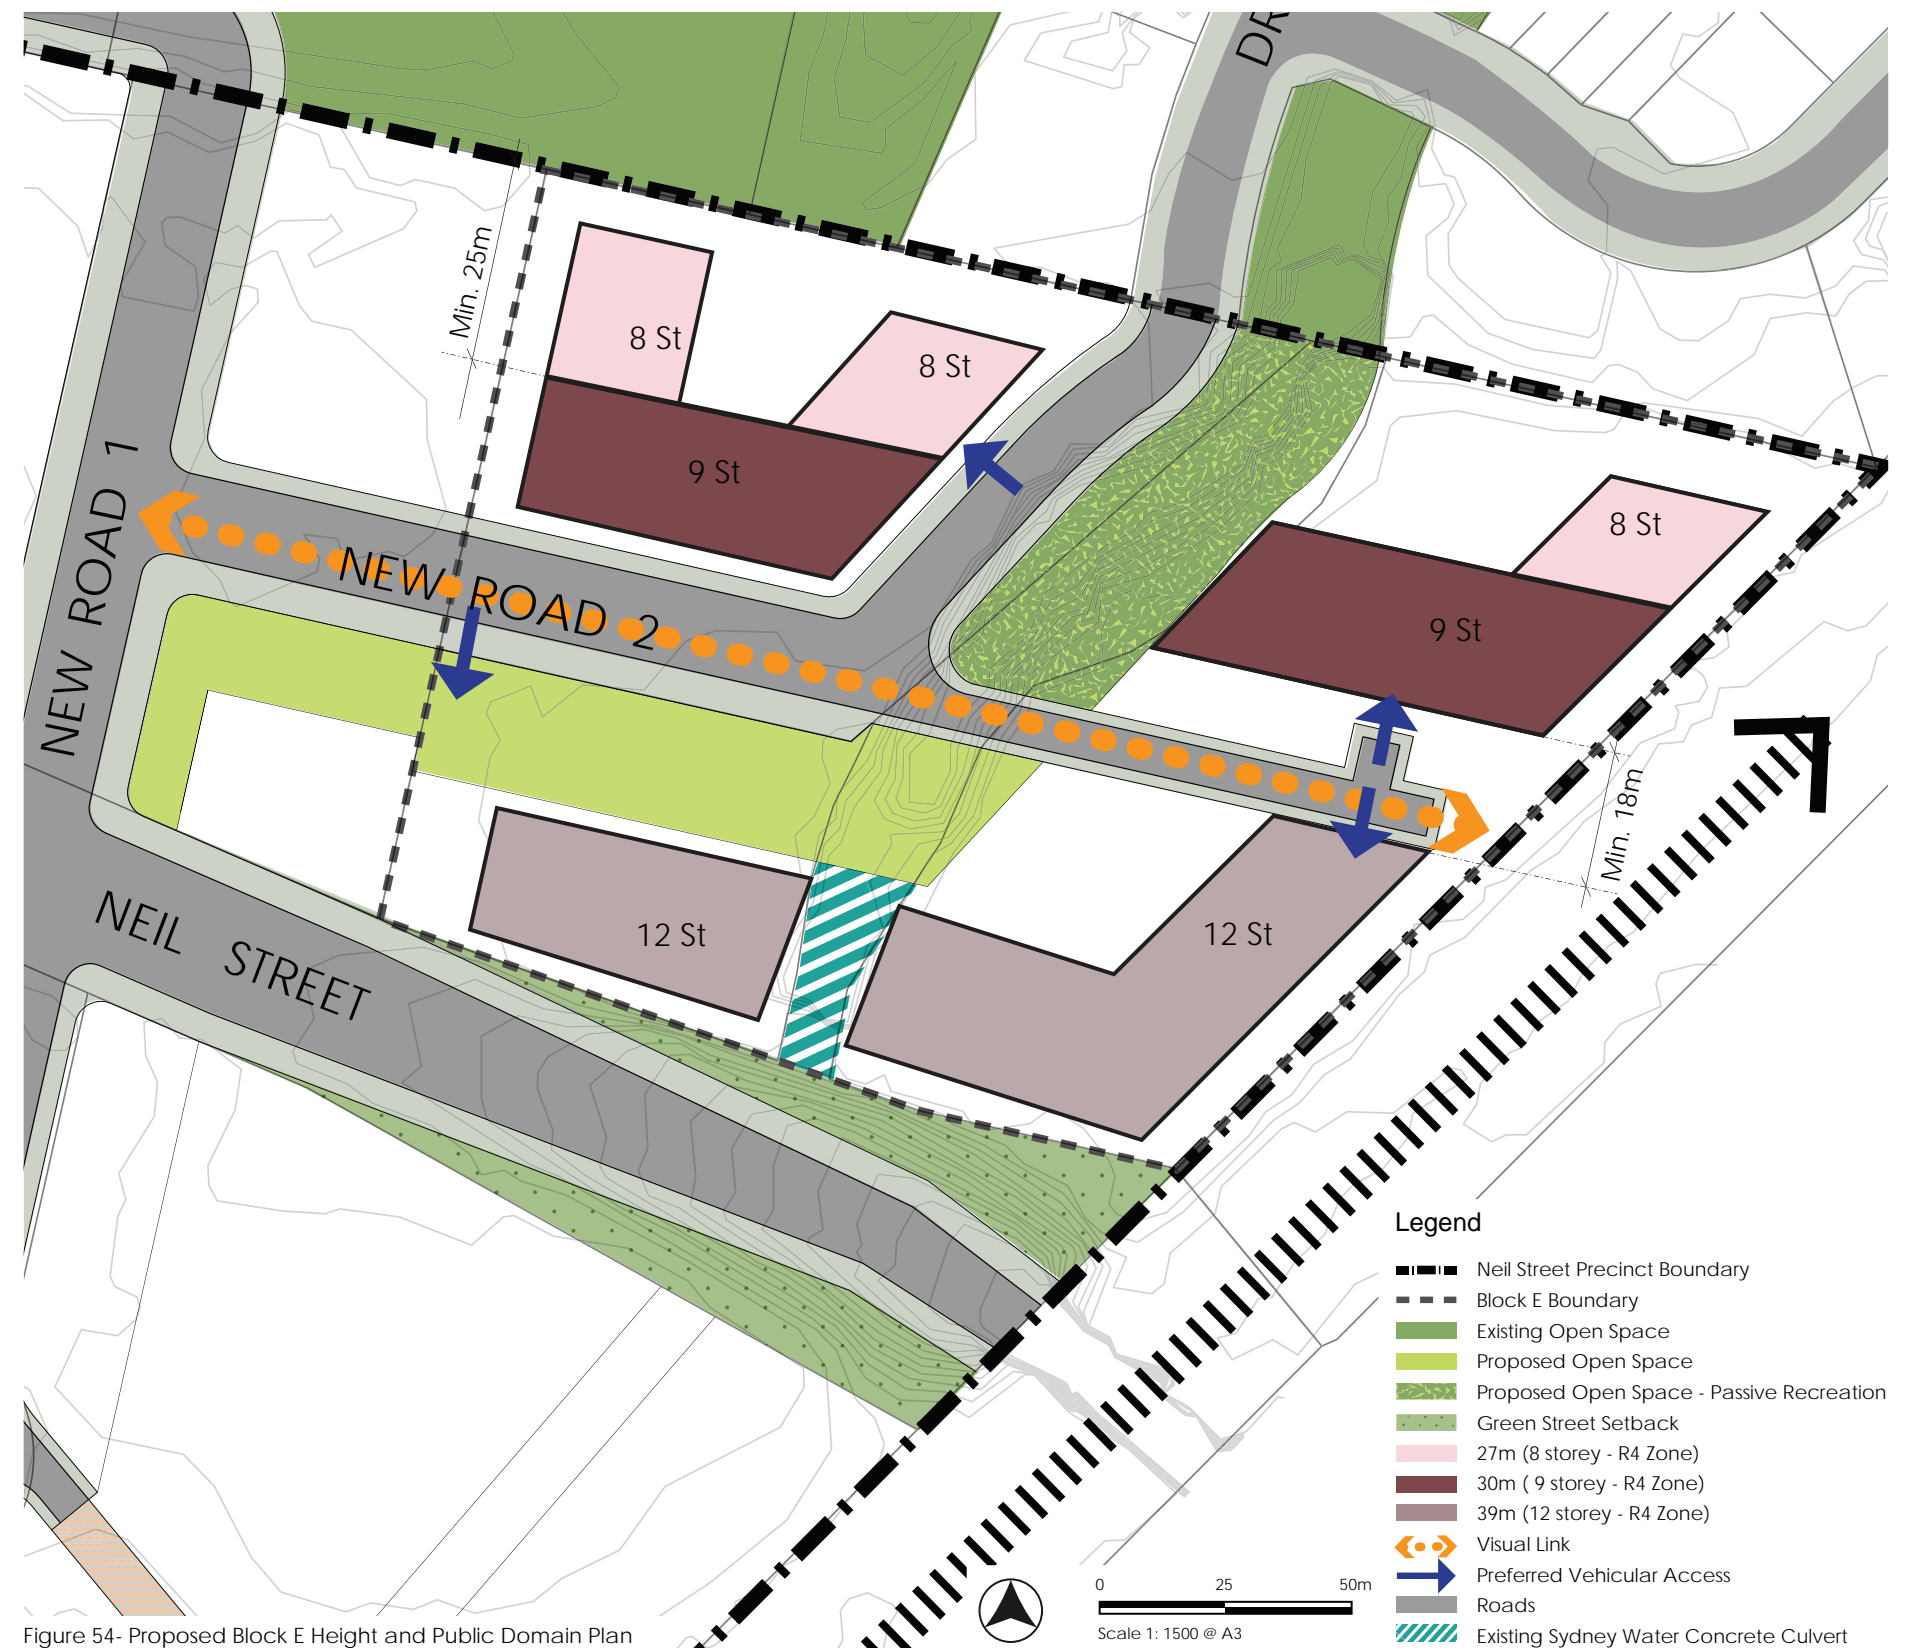 DR
Min. 25m
8 St
8 St
9 St
8 St
9 St
NEW ROAD 1
NEW ROAD 2
Min. 18m
12 St
12 St
NEIL STREET
Legend
Neil Street Precinct Boundary
Block E Boundary
Existing Open Space
Proposed Open Space
Proposed Open Space - Passive Recreation
Green Street Setback
27m (8 storey - R4 Zone)
30m ( 9 storey - R4 Zone)
39m (12 storey - R4 Zone)
Visual Link
Preferred Vehicular Access
Roads
Existing Sydney Water Concrete Culvert
0 25 50m
Scale 1: 1500 @ A3
Figure 54- Proposed Block E Height and Public Domain Plan